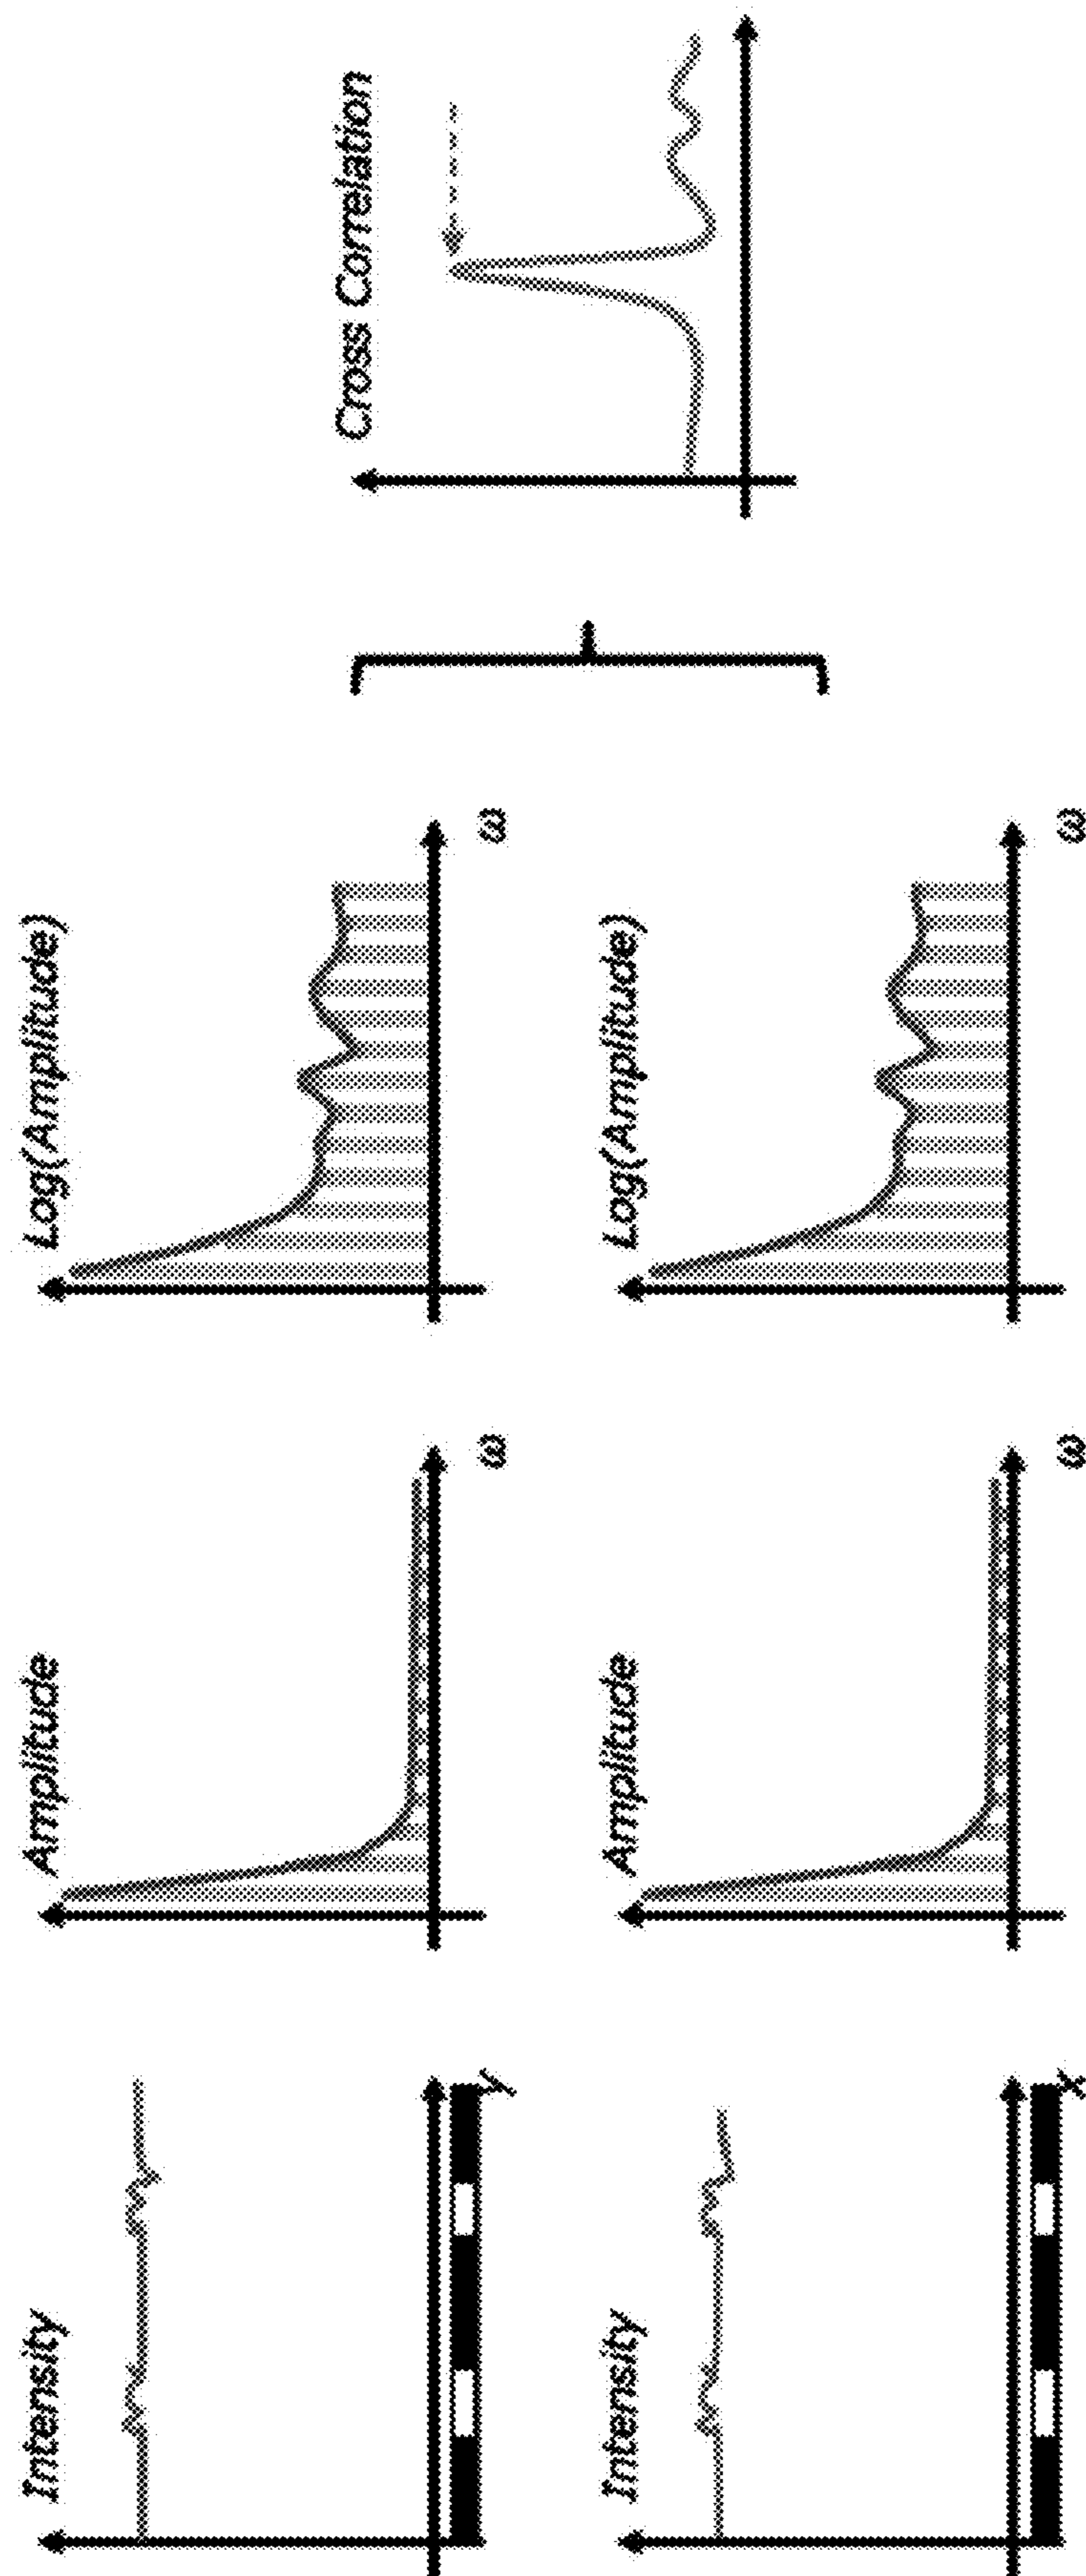 Intensity
y
Amplitude
ω
Log(Amplitude)
ω
Cross Correlation
Intensity
x
Amplitude
ω
Log(Amplitude)
ω